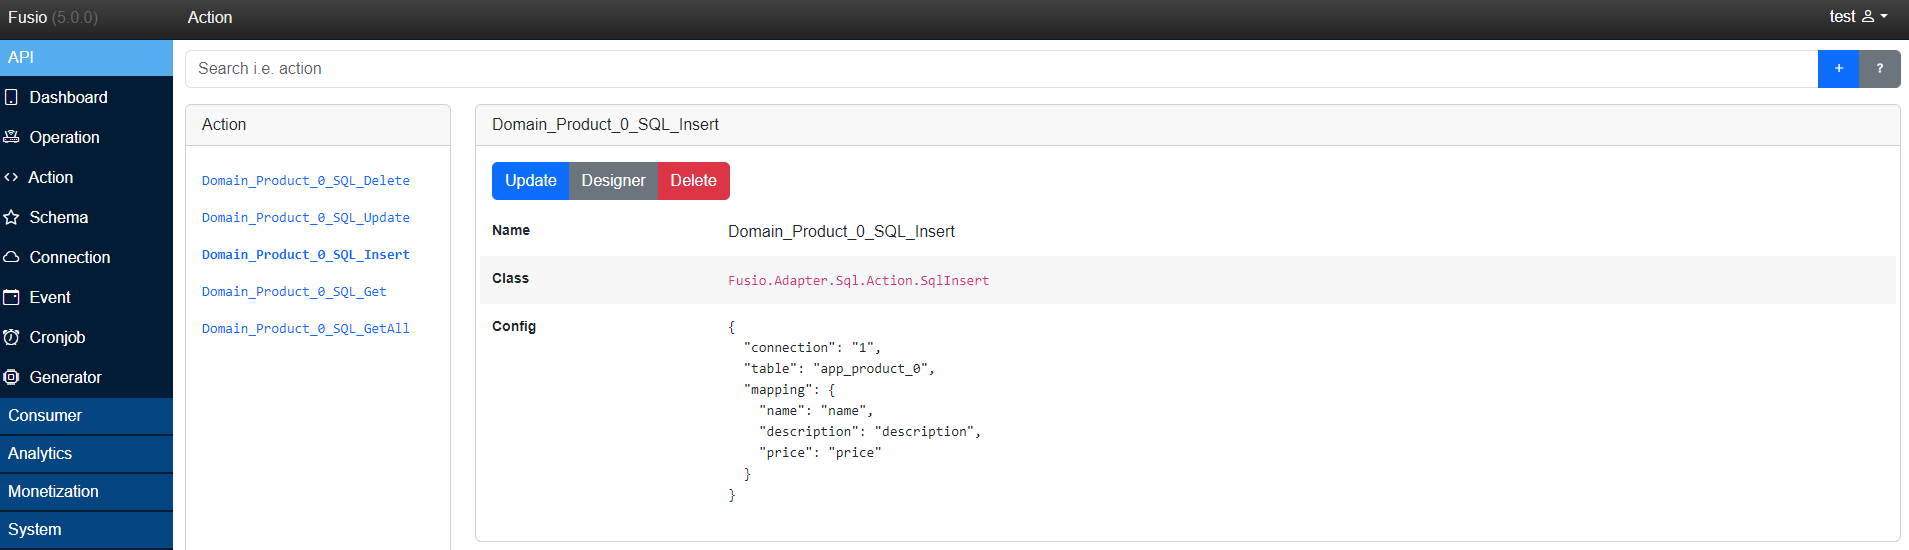 Fusio (5.0.0)
Action
test
API
Dashboard
Operation
Action
Schema
Connection
Event
Cronjob
Generator
Consumer
Analytics
Monetization
System
Search i.e. action
+
?
Action
Domain_Product_0_SQL_Delete
Domain_Product_0_SQL_Update
Domain_Product_0_SQL_Insert
Domain_Product_0_SQL_Get
Domain_Product_0_SQL_GetAll
Domain_Product_0_SQL_Insert
Update Designer Delete
Name Domain_Product_0_SQL_Insert
Class Fusio.Adapter.Sql.Action.SqlInsert
Config {
"connection": "1",
"table": "app_product_0",
"mapping": {
"name": "name",
"description": "description",
"price": "price"
}
}